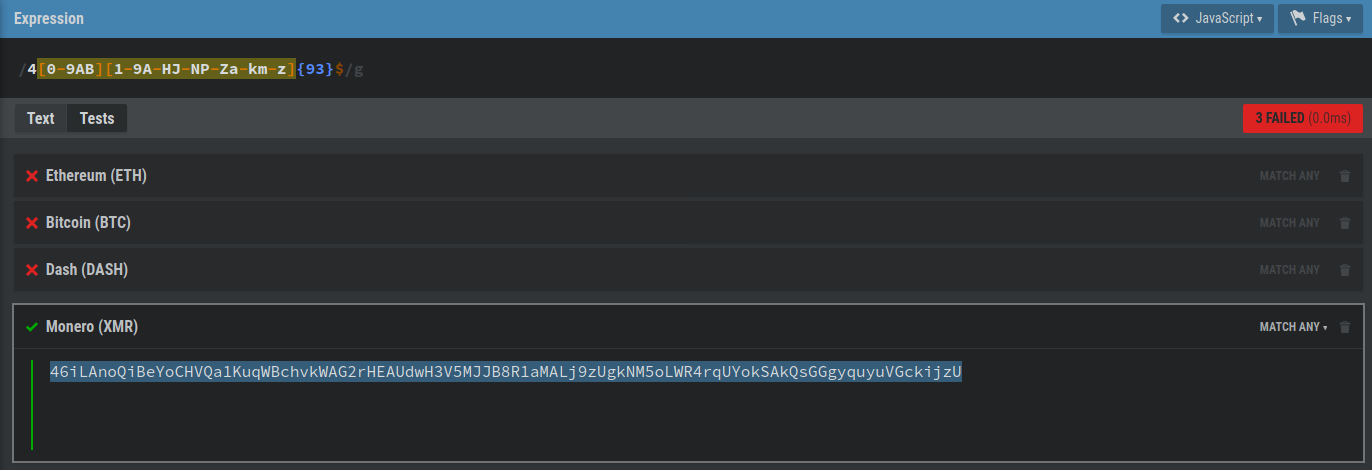 Expression
<> JavaScript ▾
Flags ▾
/4[0-9AB][1-9A-HJ-NP-Za-km-z]{93}$/g
Text
Tests
3 FAILED (0.0ms)
Ethereum (ETH)
MATCH ANY
Bitcoin (BTC)
MATCH ANY
Dash (DASH)
MATCH ANY
Monero (XMR)
MATCH ANY ▾
46iLAnoQiBeYoCHVQa1KuqWBchvkWAG2rHEAUdwH3V5MJJB8R1aMALj9zUgkNM5oLWR4rqUYokSAkQsGGgyquyuVGckijzU